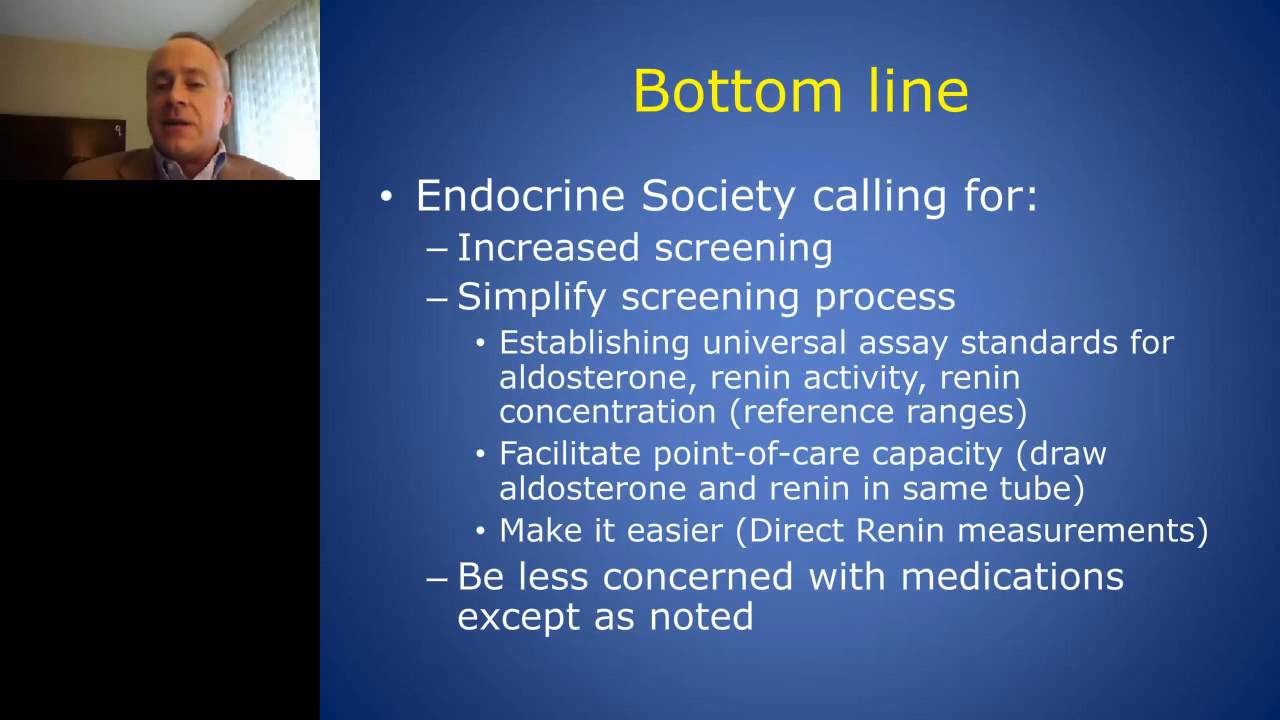 Bottom line
• Endocrine Society calling for:
– Increased screening
– Simplify screening process
• Establishing universal assay standards for
aldosterone, renin activity, renin
concentration (reference ranges)
• Facilitate point-of-care capacity (draw
aldosterone and renin in same tube)
• Make it easier (Direct Renin measurements)
– Be less concerned with medications
except as noted